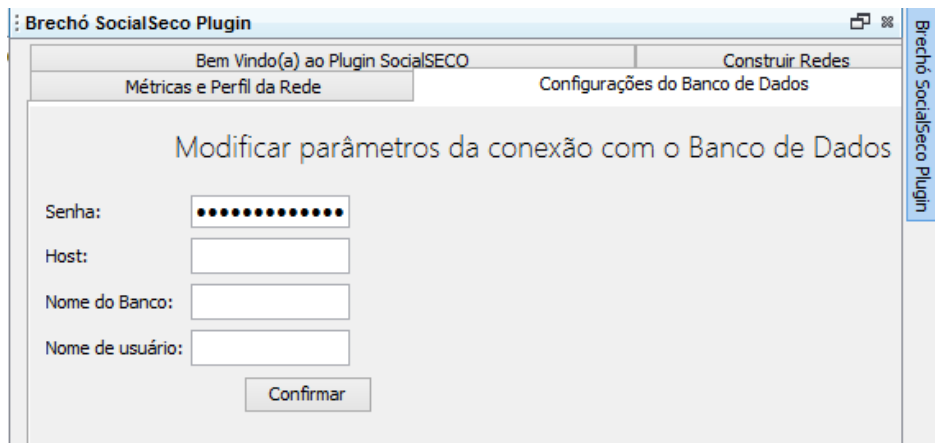 Brechó SocialSeco Plugin
Bem Vindo(a) ao Plugin SocialSECO
Construir Redes
Métricas e Perfil da Rede
Configurações do Banco de Dados
Modificar parâmetros da conexão com o Banco de Dados
Senha: ●●●●●●●●●●●●●
Host:
Nome do Banco:
Nome de usuário:
Confirmar
Brechó SocialSeco Plugin